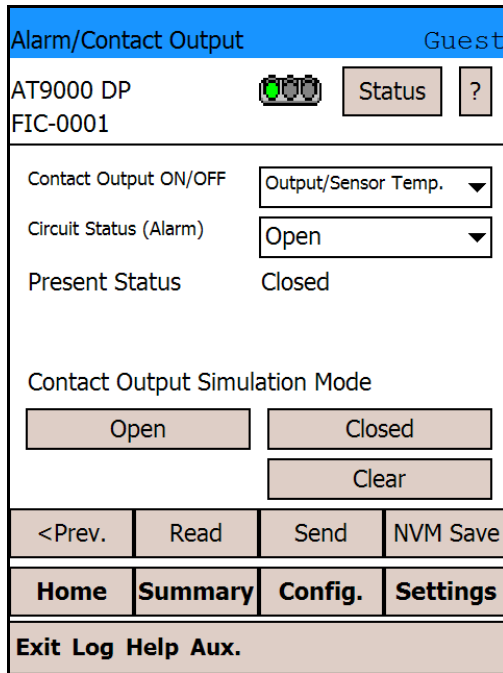 Alarm/Contact Output Guest
AT9000 DP Status ?
FIC-0001
Contact Output ON/OFF Output/Sensor Temp.
Circuit Status (Alarm) Open
Present Status Closed
Contact Output Simulation Mode
Open Closed
Clear
<Prev. Read Send NVM Save
Home Summary Config. Settings
Exit Log Help Aux.